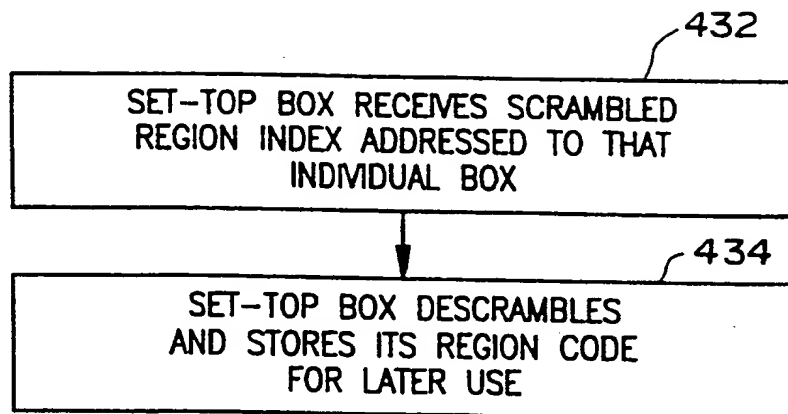 432
SET-TOP BOX RECEIVES SCRAMBLED
REGION INDEX ADDRESSED TO THAT
INDIVIDUAL BOX
434
SET-TOP BOX DESCRAMBLES
AND STORES ITS REGION CODE
FOR LATER USE